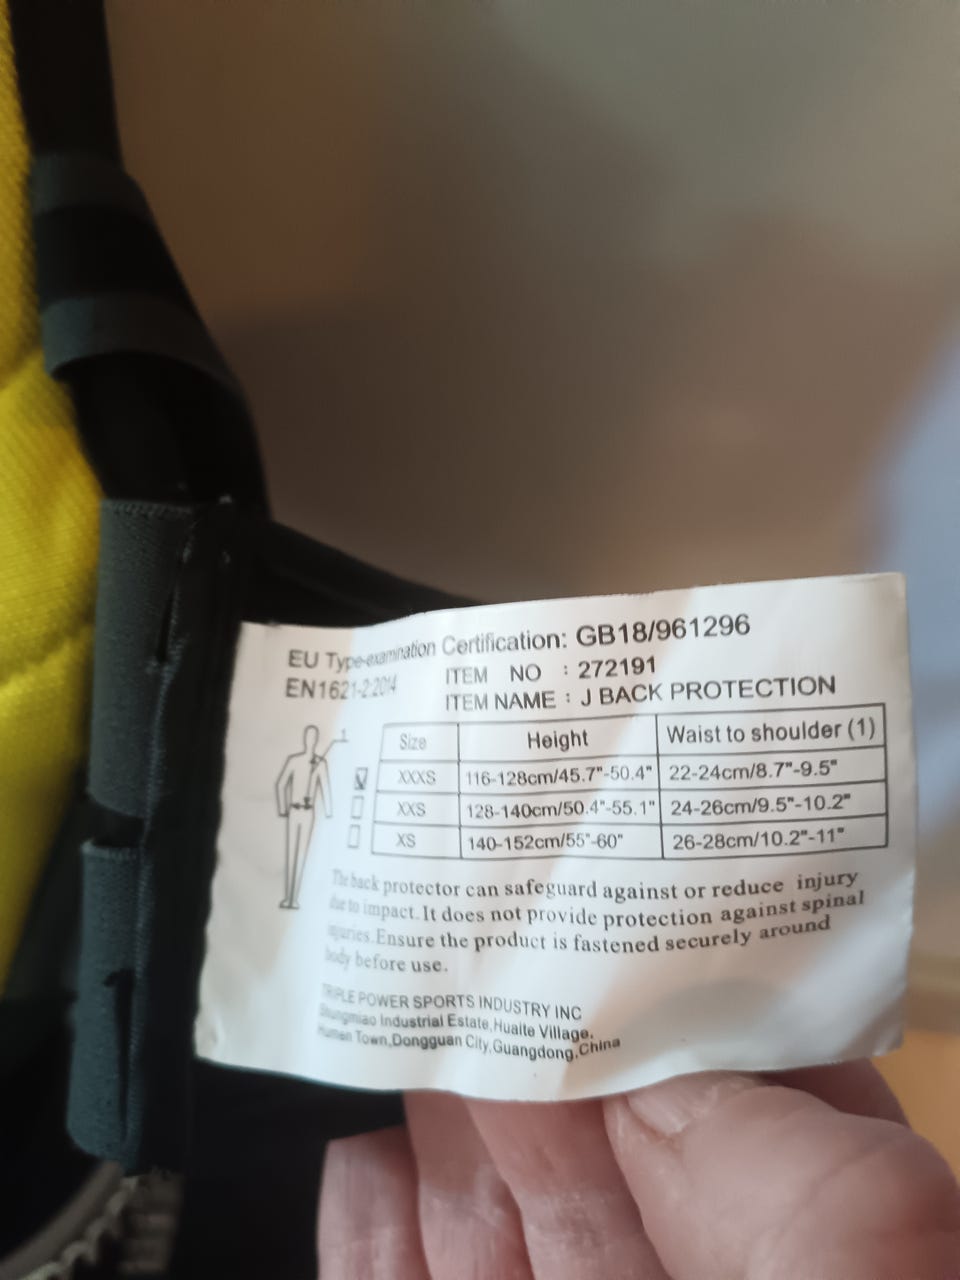 EU Type-examination Certification: GB18/961296
EN1621-2:2014
ITEM NO : 272191
ITEM NAME : J BACK PROTECTION
1
Size Height Waist to shoulder (1)
XXXS 116-128cm/45.7"-50.4" 22-24cm/8.7"-9.5"
XXS 128-140cm/50.4"-55.1" 24-26cm/9.5"-10.2"
XS 140-152cm/55"-60" 26-28cm/10.2"-11"
The back protector can safeguard against or reduce injury
due to impact.It does not provide protection against spinal
injuries.Ensure the product is fastened securely around
body before use.
TRIPLE POWER SPORTS INDUSTRY INC
Industrial Estate,Huaite Village,
Humen Town,Dongguan City,Guangdong,China